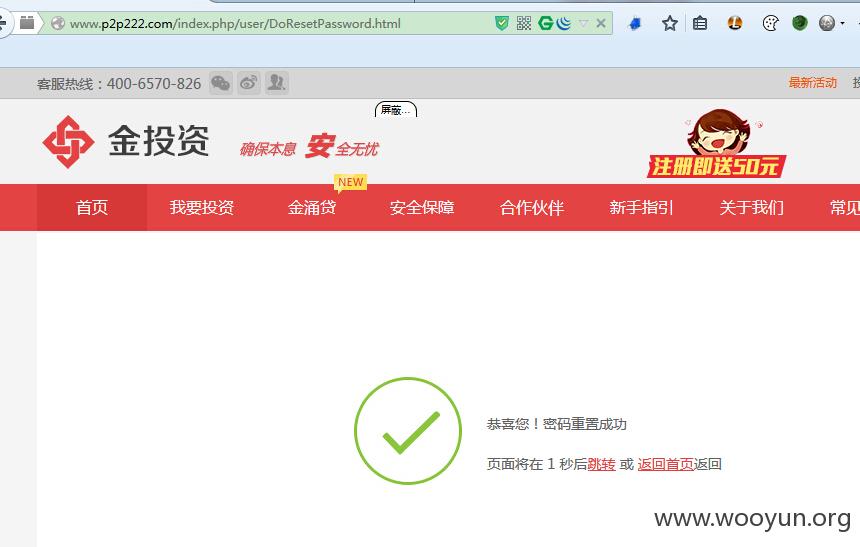 www.p2p222.com/index.php/user/DoResetPassword.html
客服热线：400-6570-826
最新活动
屏蔽...
金投资
确保本息 安全无忧
注册即送50元
NEW
首页 我要投资 金涌贷 安全保障 合作伙伴 新手指引 关于我们 常见
恭喜您！密码重置成功
页面将在 1 秒后跳转 或 返回首页返回
www.wooyun.org